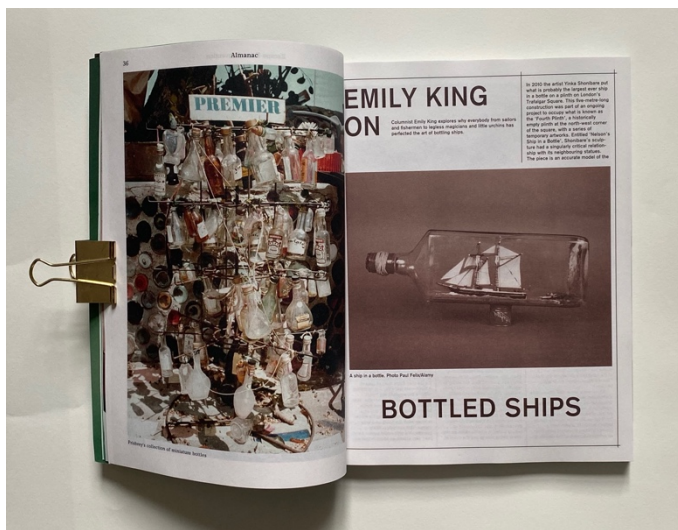 36
Almanac
PREMIER
collection of miniature bottles
EMILY KING
ON
Columnist Emily King explores why everybody from sailors
and fishermen to legless magicians and little urchins has
perfected the art of bottling ships.
In 2010 the artist Yinka Shonibare put
what is probably the largest ever ship
in a bottle on a plinth on London's
Trafalgar Square. This five-metre-long
construction was part of an ongoing
project to occupy what is known as
the 'Fourth Plinth', a historically
empty plinth at the north-west corner
of the square, with a series of
temporary artworks. Entitled 'Nelson's
Ship in a Bottle', Shonibare's sculp-
ture had a singularly critical relation-
ship with its neighbouring statues.
The piece is an accurate model of the
A ship in a bottle. Photo Paul Felix/Alamy
BOTTLED SHIPS